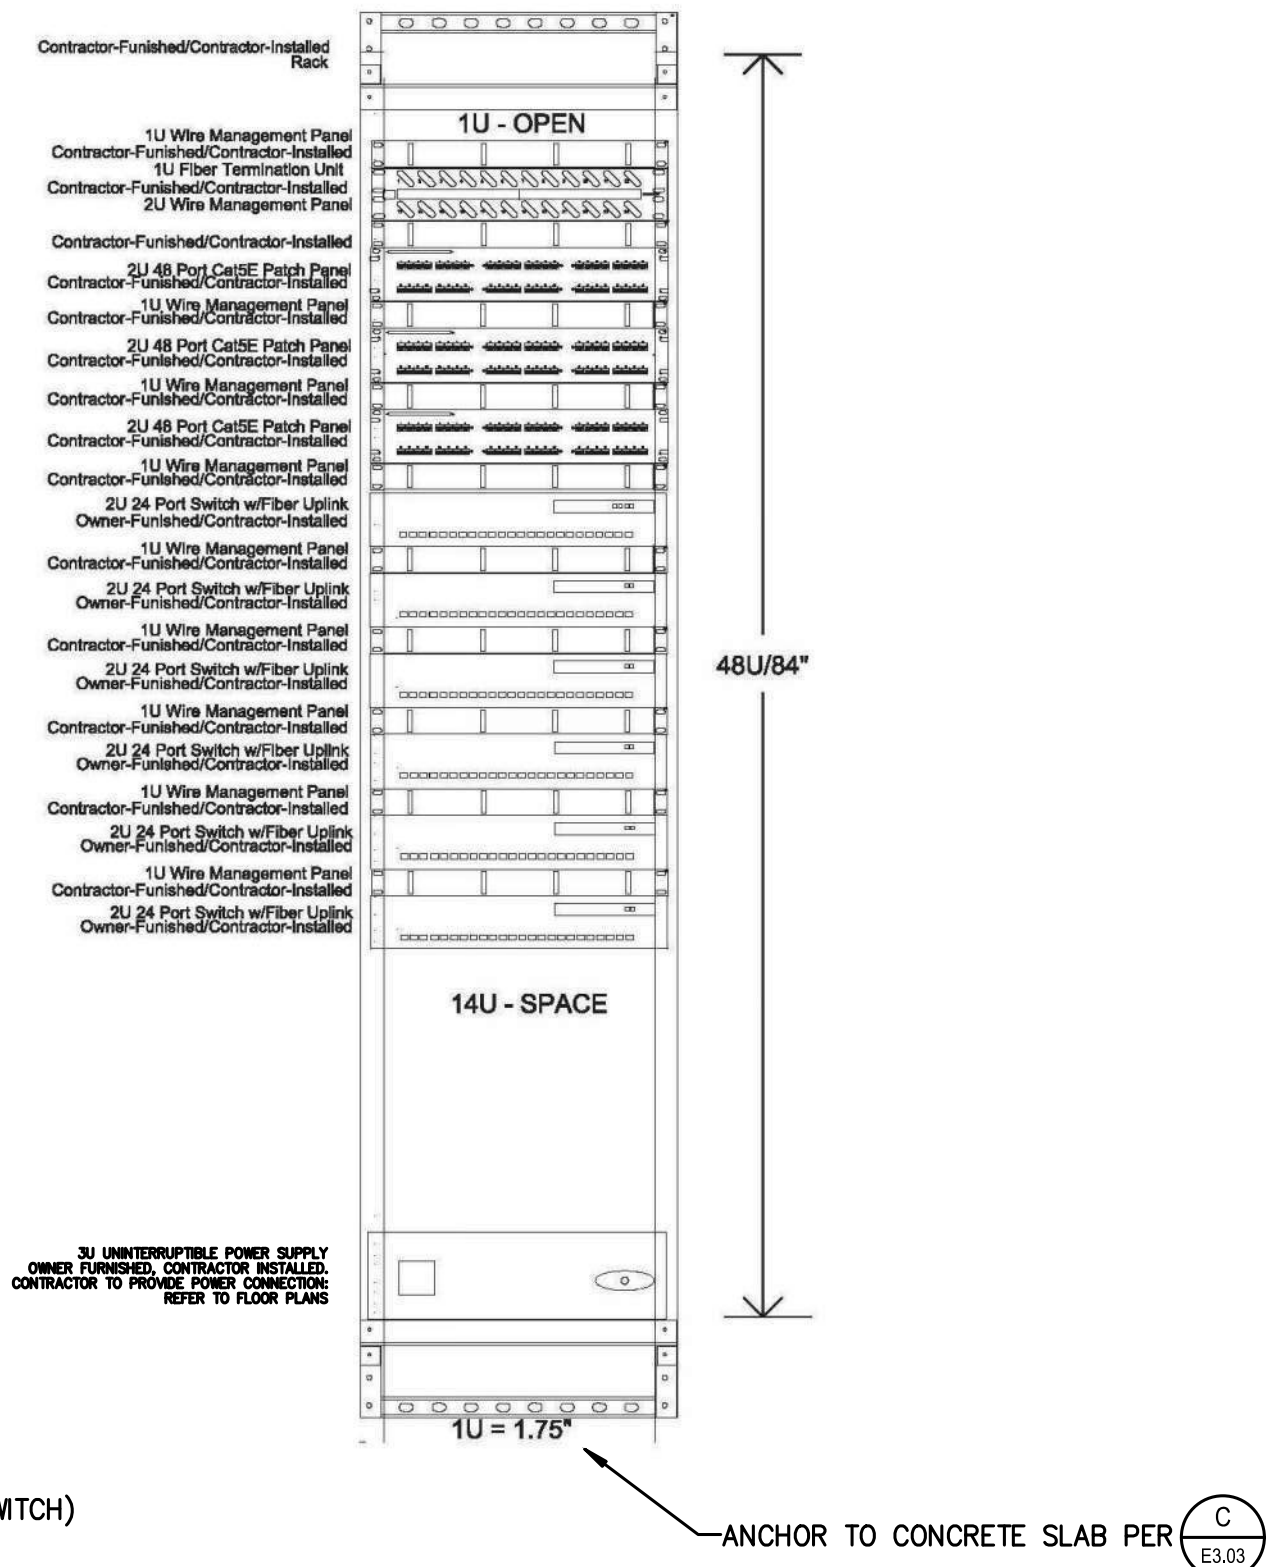 Contractor-Funished/Contractor-Installed
Rack
1U - OPEN
1U Wire Management Panel
Contractor-Funished/Contractor-Installed
1U Fiber Termination Unit
Contractor-Funished/Contractor-Installed
2U Wire Management Panel
Contractor-Funished/Contractor-Installed
2U 48 Port Cat5E Patch Panel
Contractor-Funished/Contractor-Installed
1U Wire Management Panel
Contractor-Funished/Contractor-Installed
2U 48 Port Cat5E Patch Panel
Contractor-Funished/Contractor-Installed
1U Wire Management Panel
Contractor-Funished/Contractor-Installed
2U 48 Port Cat5E Patch Panel
Contractor-Funished/Contractor-Installed
1U Wire Management Panel
Contractor-Funished/Contractor-Installed
2U 24 Port Switch w/Fiber Uplink
Owner-Funished/Contractor-Installed
1U Wire Management Panel
Contractor-Funished/Contractor-Installed
2U 24 Port Switch w/Fiber Uplink
Owner-Funished/Contractor-Installed
1U Wire Management Panel
Contractor-Funished/Contractor-Installed
2U 24 Port Switch w/Fiber Uplink
Owner-Funished/Contractor-Installed
48U/84"
1U Wire Management Panel
Contractor-Funished/Contractor-Installed
2U 24 Port Switch w/Fiber Uplink
Owner-Funished/Contractor-Installed
1U Wire Management Panel
Contractor-Funished/Contractor-Installed
2U 24 Port Switch w/Fiber Uplink
Owner-Funished/Contractor-Installed
1U Wire Management Panel
Contractor-Funished/Contractor-Installed
2U 24 Port Switch w/Fiber Uplink
Owner-Funished/Contractor-Installed
14U - SPACE
3U UNINTERRUPTIBLE POWER SUPPLY
OWNER FURNISHED, CONTRACTOR INSTALLED.
CONTRACTOR TO PROVIDE POWER CONNECTION:
REFER TO FLOOR PLANS
1U = 1.75"
WITCH)
ANCHOR TO CONCRETE SLAB PER
C
E3.03